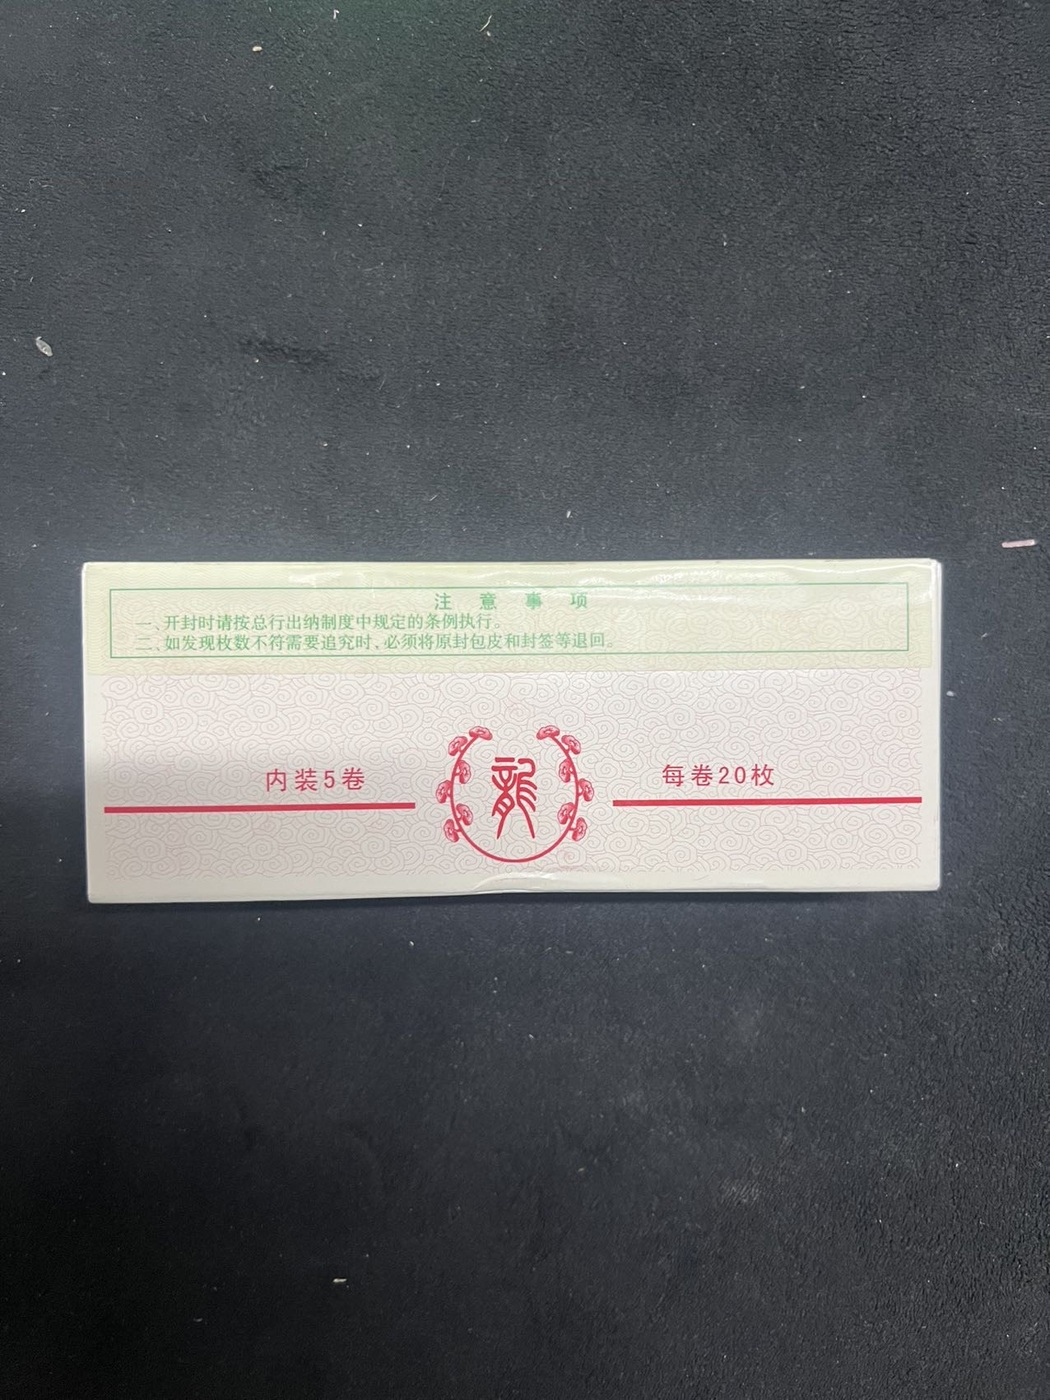 注意事项
一、开封时请按总行出纳制度中规定的条例执行。
二、如发现枚数不符需要追究时、必须将原封包皮和封签等退回。
内装5卷
龍
每卷20枚